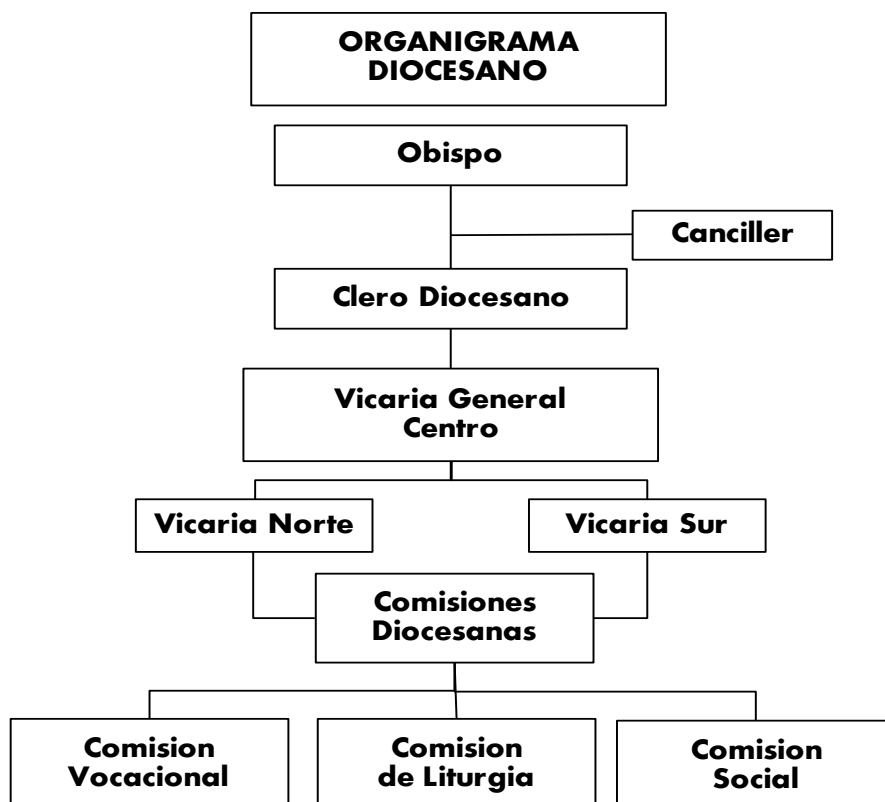 ORGANIGRAMA
DIOCESANO
Obispo
Canciller
Clero Diocesano
Vicaria General
Centro
Vicaria Norte
Vicaria Sur
Comisiones
Diocesanas
Comision
Vocacional
Comision
de Liturgia
Comision
Social